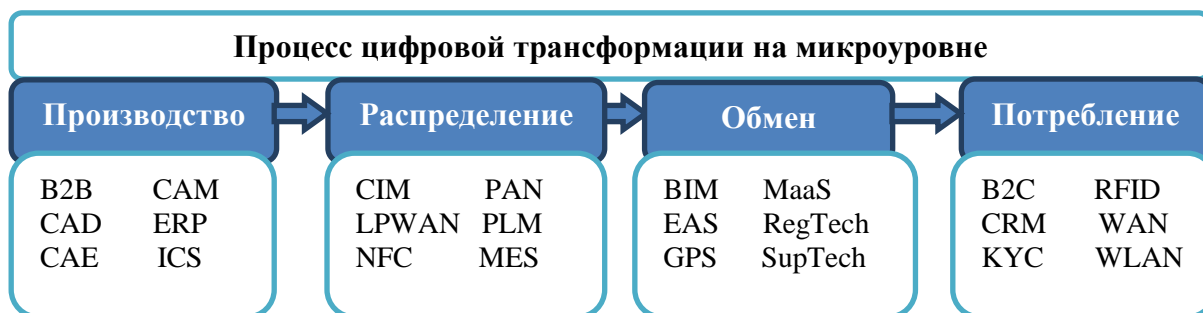 Процесс цифровой трансформации на микроуровне
Производство
Распределение
Обмен
Потребление
B2B CAM
CAD ERP
CAE ICS
CIM PAN
LPWAN PLM
NFC MES
BIM MaaS
EAS RegTech
GPS SupTech
B2C RFID
CRM WAN
KYC WLAN